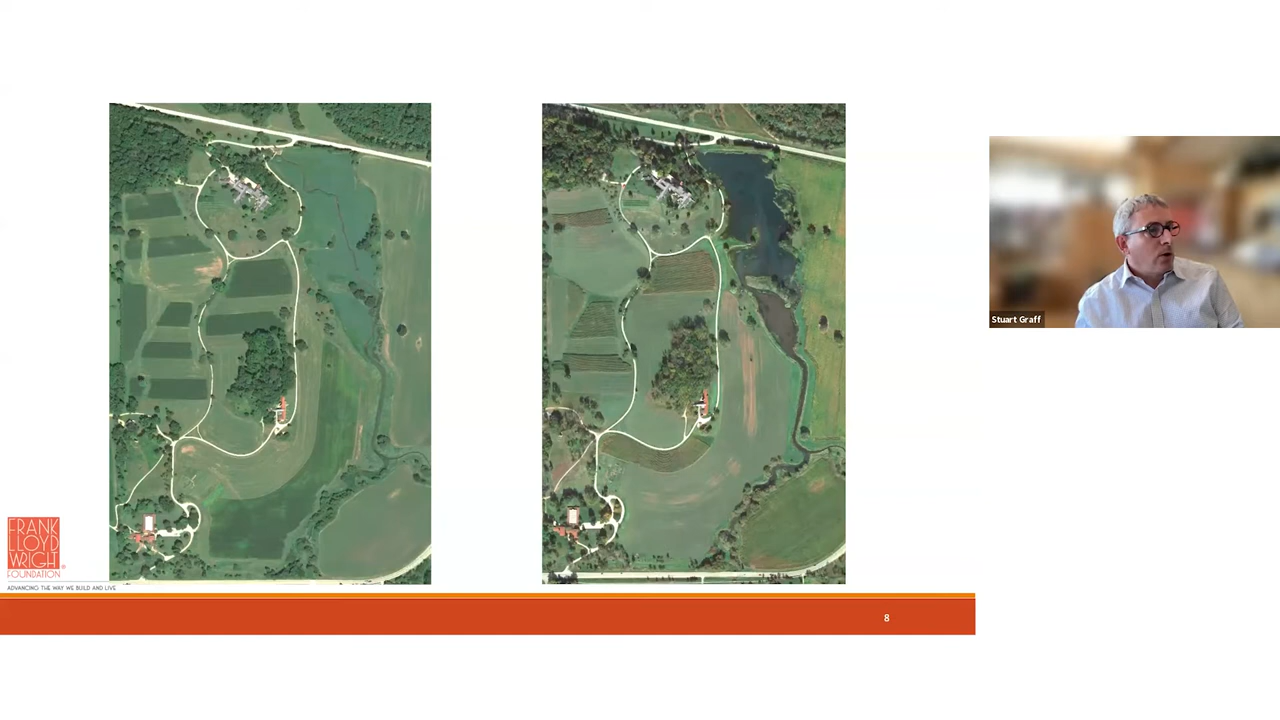 FRANK
LLOYD
WRIGHT
FOUNDATION
ADVANCING THE WAY WE BUILD AND LIVE
8
Stuart Graff